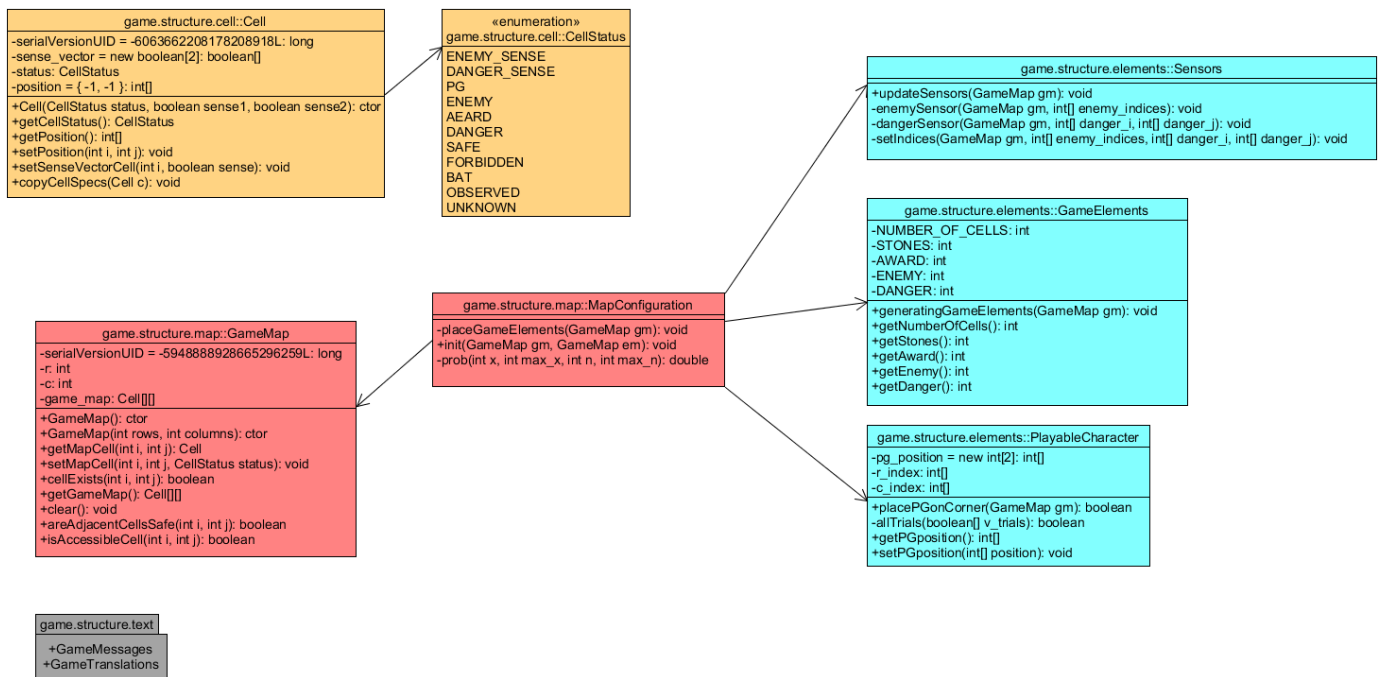 game.structure.cell::Cell
-serialVersionUID = -6063662208178208918L: long
-sense_vector = new boolean[2]: boolean[]
-status: CellStatus
-position = { -1, -1 }: int[]
+Cell(CellStatus status, boolean sense1, boolean sense2): ctor
+getCellStatus(): CellStatus
+getPosition(): int[]
+setPosition(int i, int j): void
+setSenseVectorCell(int i, boolean sense): void
+copyCellSpecs(Cell c): void
«enumeration»
game.structure.cell::CellStatus
ENEMY_SENSE
DANGER_SENSE
PG
ENEMY
AEARD
DANGER
SAFE
FORBIDDEN
BAT
OBSERVED
UNKNOWN
game.structure.elements::Sensors
+updateSensors(GameMap gm): void
-enemySensor(GameMap gm, int[] enemy_indices): void
-dangerSensor(GameMap gm, int[] danger_i, int[] danger_j): void
-setIndices(GameMap gm, int[] enemy_indices, int[] danger_i, int[] danger_j): void
game.structure.elements::GameElements
-NUMBER_OF_CELLS: int
-STONES: int
-AWARD: int
-ENEMY: int
-DANGER: int
+generatingGameElements(GameMap gm): void
+getNumberOfCells(): int
+getStones(): int
+getAward(): int
+getEnemy(): int
+getDanger(): int
game.structure.map::MapConfiguration
-placeGameElements(GameMap gm): void
+init(GameMap gm, GameMap em): void
-prob(int x, int max_x, int n, int max_n): double
game.structure.map::GameMap
-serialVersionUID = -5948888928665296259L: long
-r: int
-c: int
-game_map: Cell[][]
+GameMap(): ctor
+GameMap(int rows, int columns): ctor
+getMapCell(int i, int j): Cell
+setMapCell(int i, int j, CellStatus status): void
+cellExists(int i, int j): boolean
+getGameMap(): Cell[][]
+clear(): void
+areAdjacentCellsSafe(int i, int j): boolean
+isAccessibleCell(int i, int j): boolean
game.structure.elements::PlayableCharacter
-pg_position = new int[2]: int[]
-r_index: int[]
-c_index: int[]
+placePGonCorner(GameMap gm): boolean
-allTrials(boolean[] v_trials): boolean
+getPGposition(): int[]
+setPGposition(int[] position): void
game.structure.text
+GameMessages
+GameTranslations